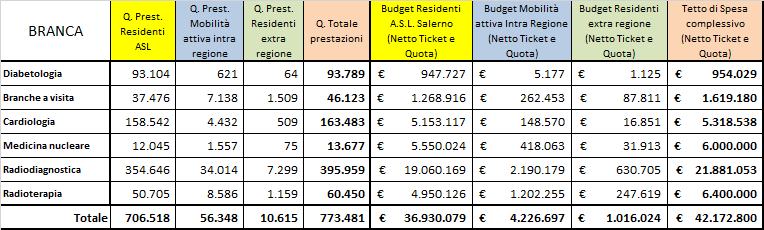 BRANCA Q. Prest. Residenti ASL Q. Prest. Mobilità attiva intra regione Q. Prest. Residenti extra regione Q. Totale prestazioni Budget Residenti A.S.L. Salerno (Netto Ticket e Quota) Budget Mobilità attiva Intra Regione (Netto Ticket e Quota) Budget Residenti extra regione (Netto Ticket e Quota) Tetto di Spesa complessivo (Netto Ticket e Quota)
Diabetologia 93.104 621 64 93.789 € 947.727 € 5.177 € 1.125 € 954.029
Branche a visita 37.476 7.138 1.509 46.123 € 1.268.916 € 262.453 € 87.811 € 1.619.180
Cardiologia 158.542 4.432 509 163.483 € 5.153.117 € 148.570 € 16.851 € 5.318.538
Medicina nucleare 12.045 1.557 75 13.677 € 5.550.024 € 418.063 € 31.913 € 6.000.000
Radiodiagnostica 354.646 34.014 7.299 395.959 € 19.060.169 € 2.190.179 € 630.705 € 21.881.053
Radioterapia 50.705 8.586 1.159 60.450 € 4.950.126 € 1.202.255 € 247.619 € 6.400.000
Totale 706.518 56.348 10.615 773.481 € 36.930.079 € 4.226.697 € 1.016.024 € 42.172.800